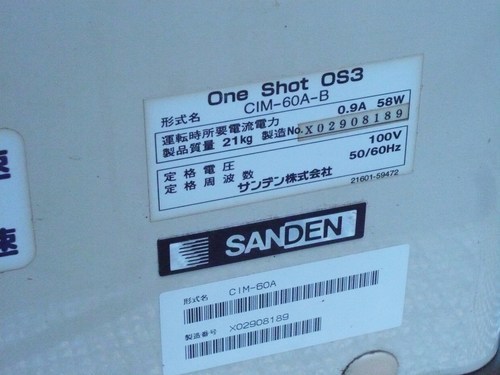 One Shot OS3
形式名 CIM-60A-B
運転時所要電流電力 0.9A 58W
製品質量 21kg 製造No. X02908189
定格電圧 100V
定格周波数 50/60Hz
サンデン株式会社 21601-59472
SANDEN
形式名 CIM-60A
製造番号 X02908189